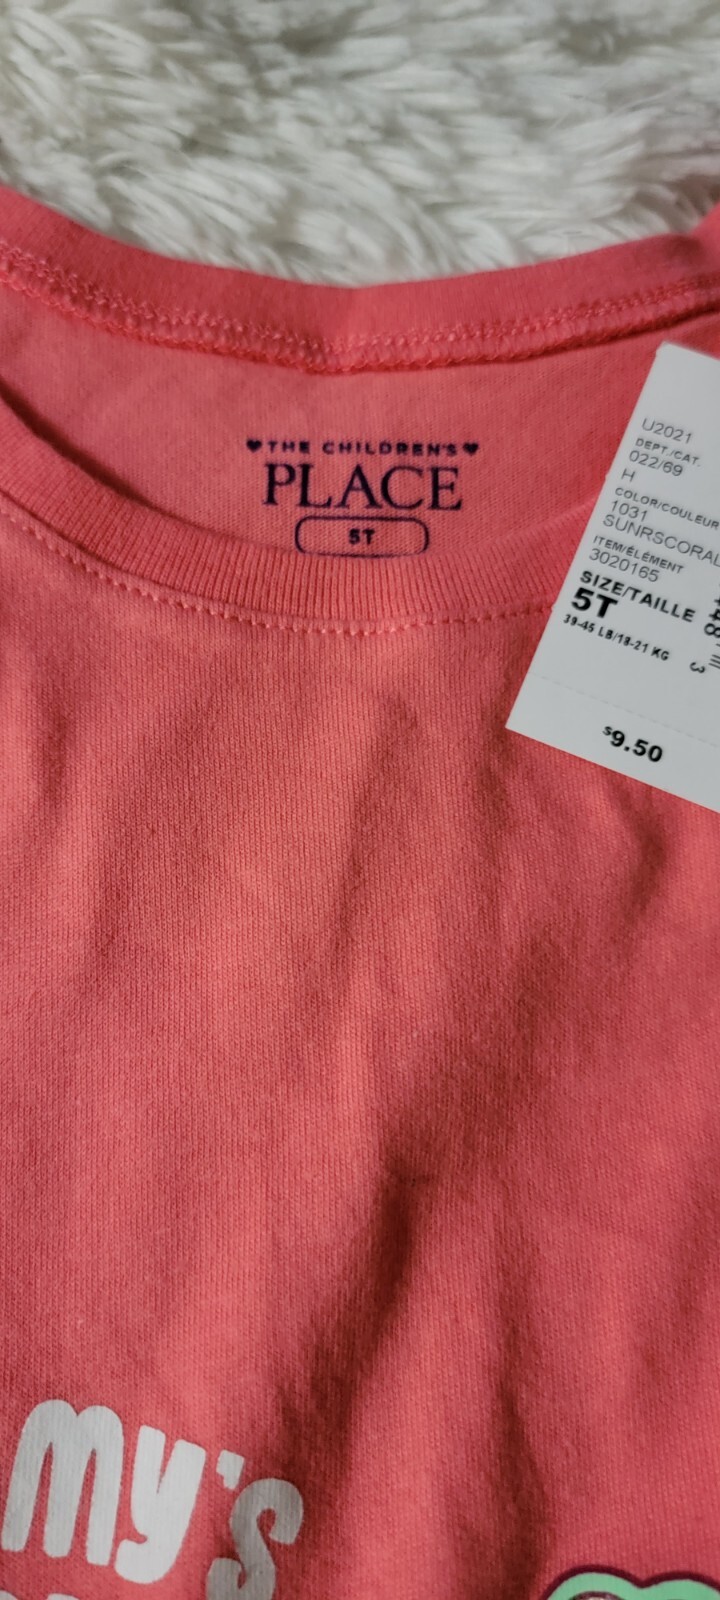 ♥ THE CHILDREN'S ♥
PLACE
5T
U2021
DEPT./CAT.
022/69
H
COLOR/COULEUR
1031
SUNRSCORAL
ITEM/ÉLÉMENT
3020165
SIZE/TAILLE
5T
39-45 LB/18-21 KG
3
$9.50
my's